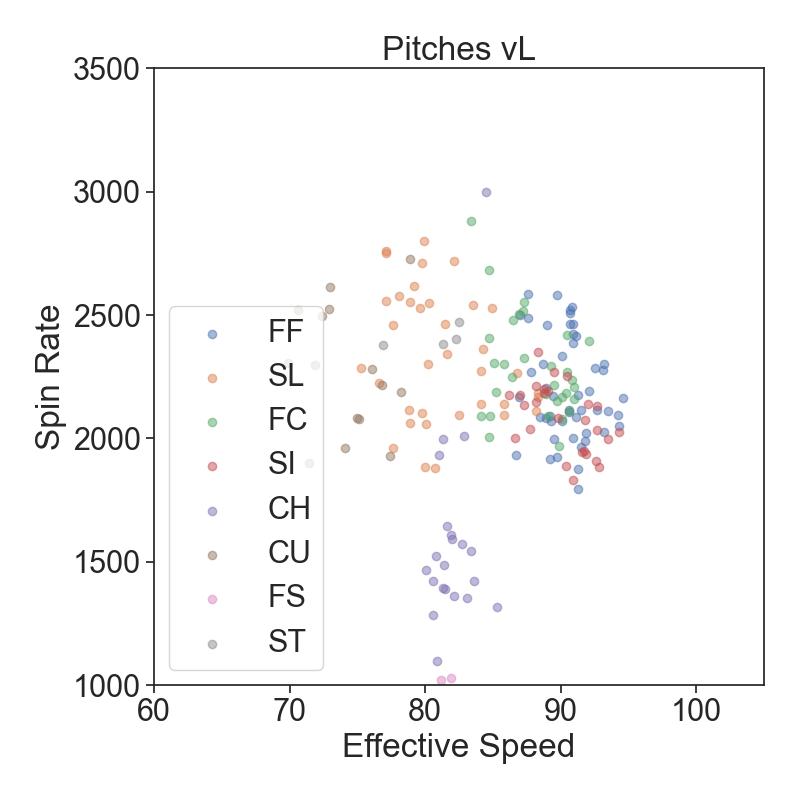 Pitches vL
3500
3000
2500
2000
1500
1000
Spin Rate
FF
SL
FC
SI
CH
CU
FS
ST
60
70
80
90
100
Effective Speed